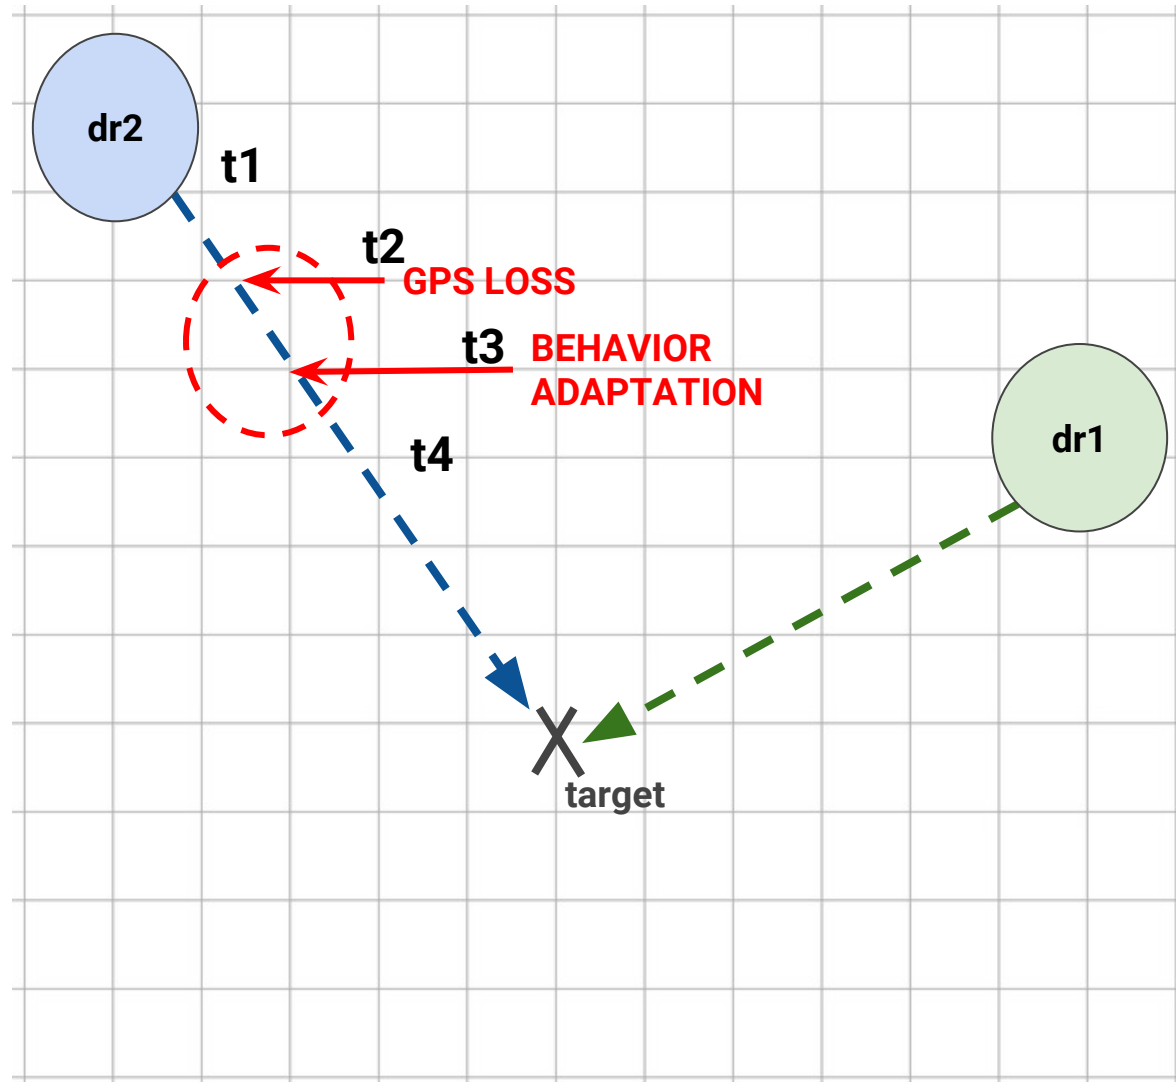 dr2
t1
t2
GPS LOSS
t3
BEHAVIOR
ADAPTATION
t4
dr1
target